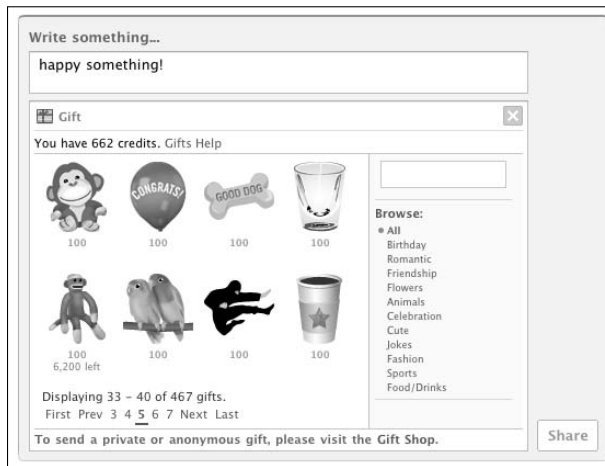 Write something...
happy something!
Gift
You have 662 credits. Gifts Help
CONGRATS!
GOOD DOG
100 100 100 100
100 100 100 100
6,200 left
Displaying 33 – 40 of 467 gifts.
First Prev 3 4 5 6 7 Next Last
Browse:
All
Birthday
Romantic
Friendship
Flowers
Animals
Celebration
Cute
Jokes
Fashion
Sports
Food/Drinks
To send a private or anonymous gift, please visit the Gift Shop.
Share